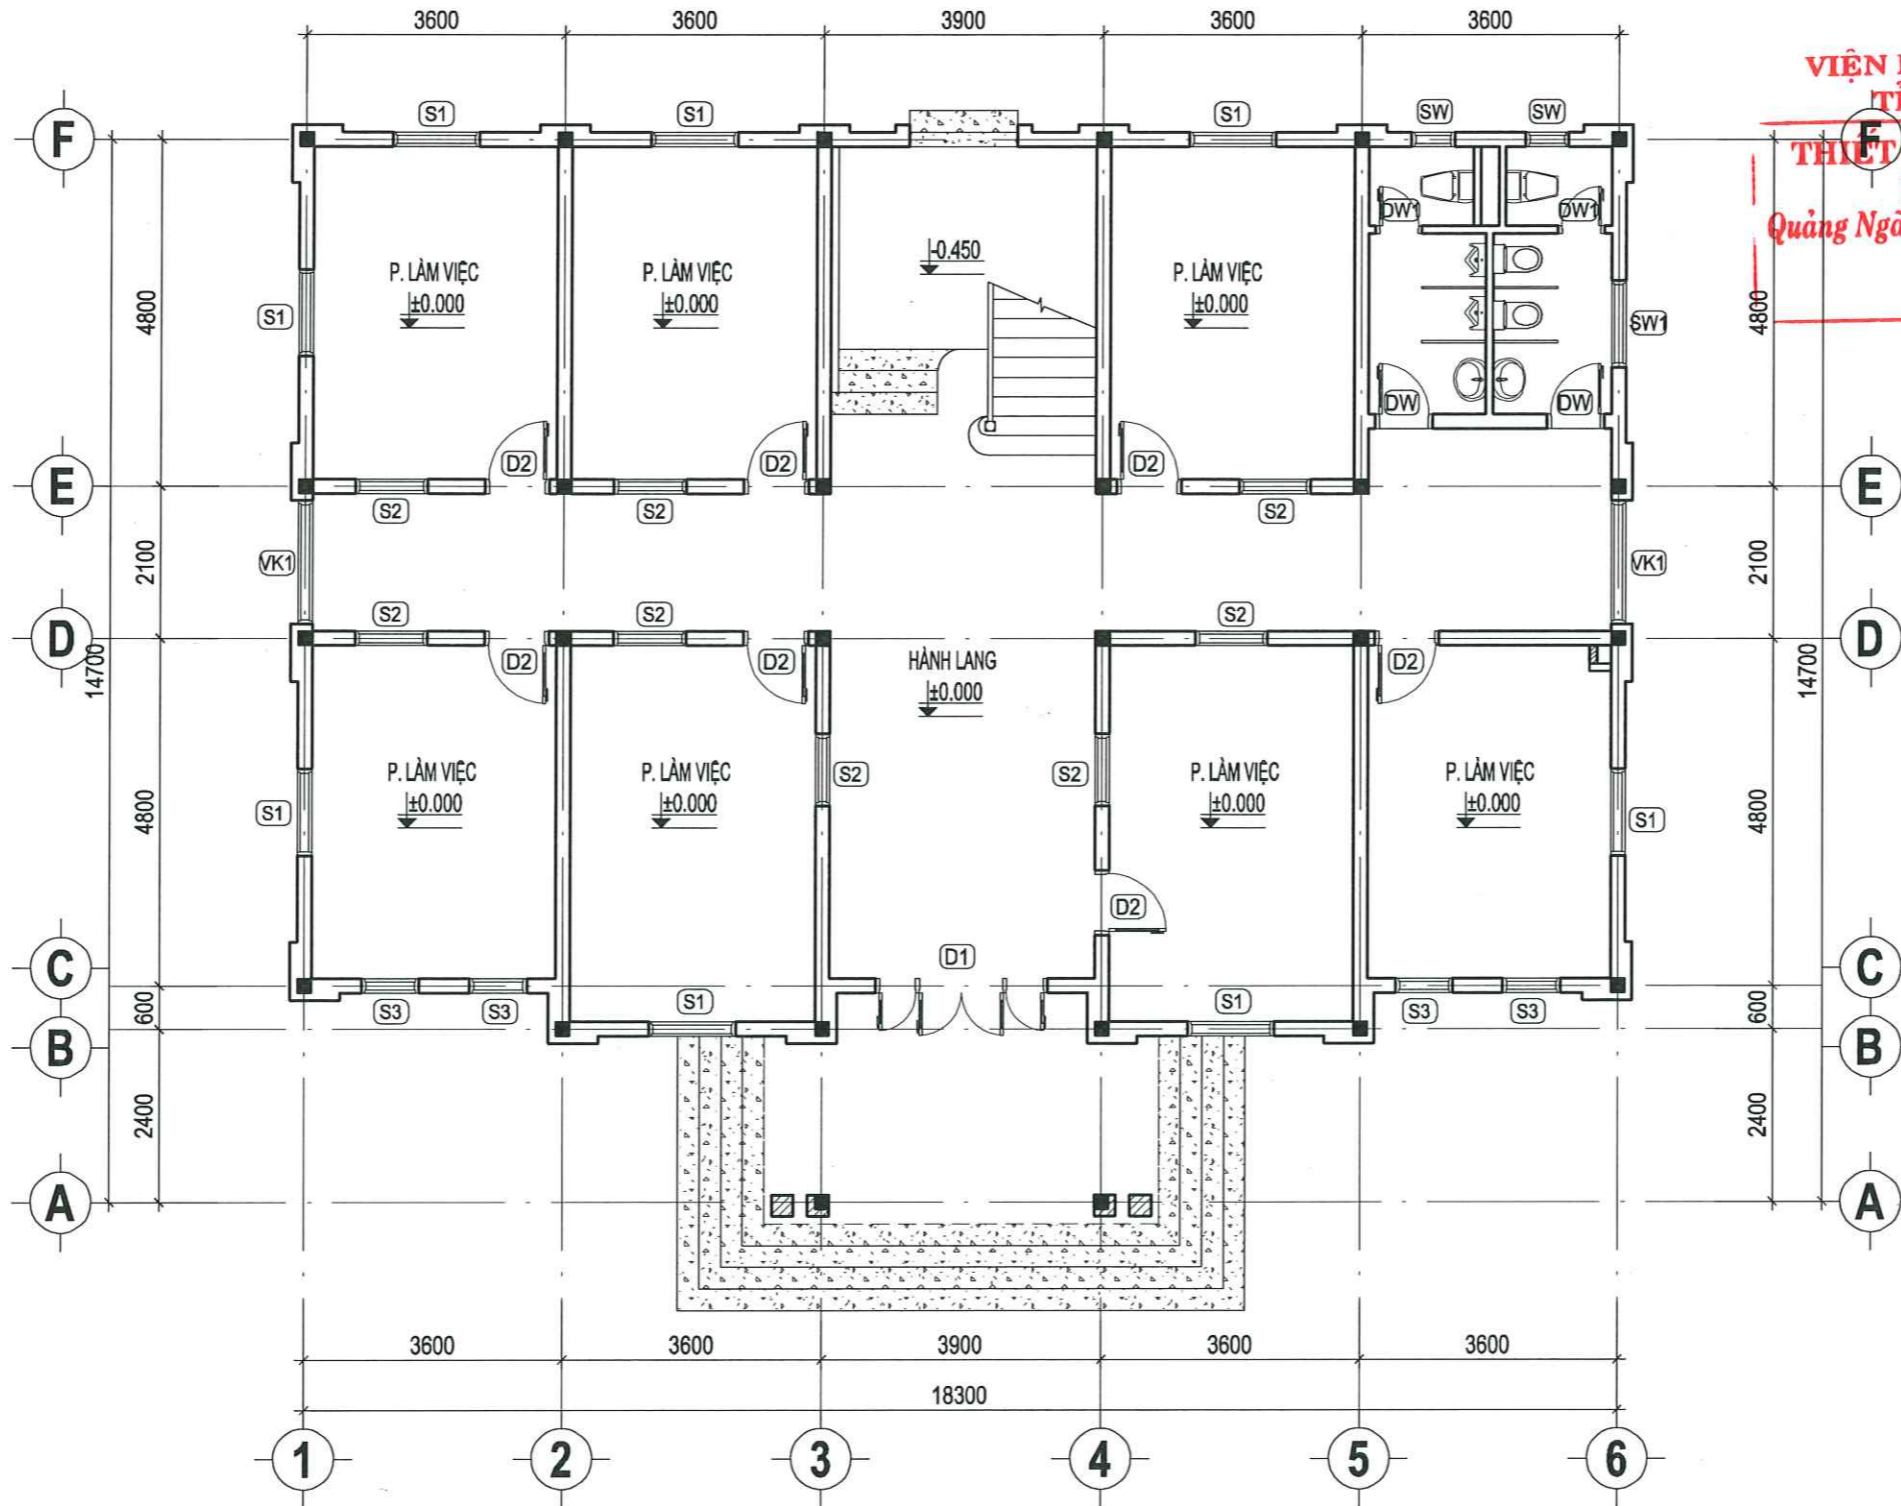 3600 3600 3900 3600 3600
VIỆN
THIẾT
Quảng Ngã
S1 S1 S1 SW SW
F F
DW1 DW1
-0.450
P. LÀM VIỆC P. LÀM VIỆC P. LÀM VIỆC
±0.000 ±0.000 ±0.000
4800 S1 SW1 4800
DW DW
D2 D2 D2
E E
S2 S2 S2
2100 VK1 VK1 2100
S2 S2 S2
D D
14700 D2 D2 HÀNH LANG D2 14700
±0.000
P. LÀM VIỆC P. LÀM VIỆC S2 S2 P. LÀM VIỆC P. LÀM VIỆC
±0.000 ±0.000 ±0.000 ±0.000
4800 S1 S1 4800
D2
D1
C C
600 S3 S3 S1 S1 S3 S3 600
B B
2400 2400
A A
3600 3600 3900 3600 3600
18300
1 2 3 4 5 6